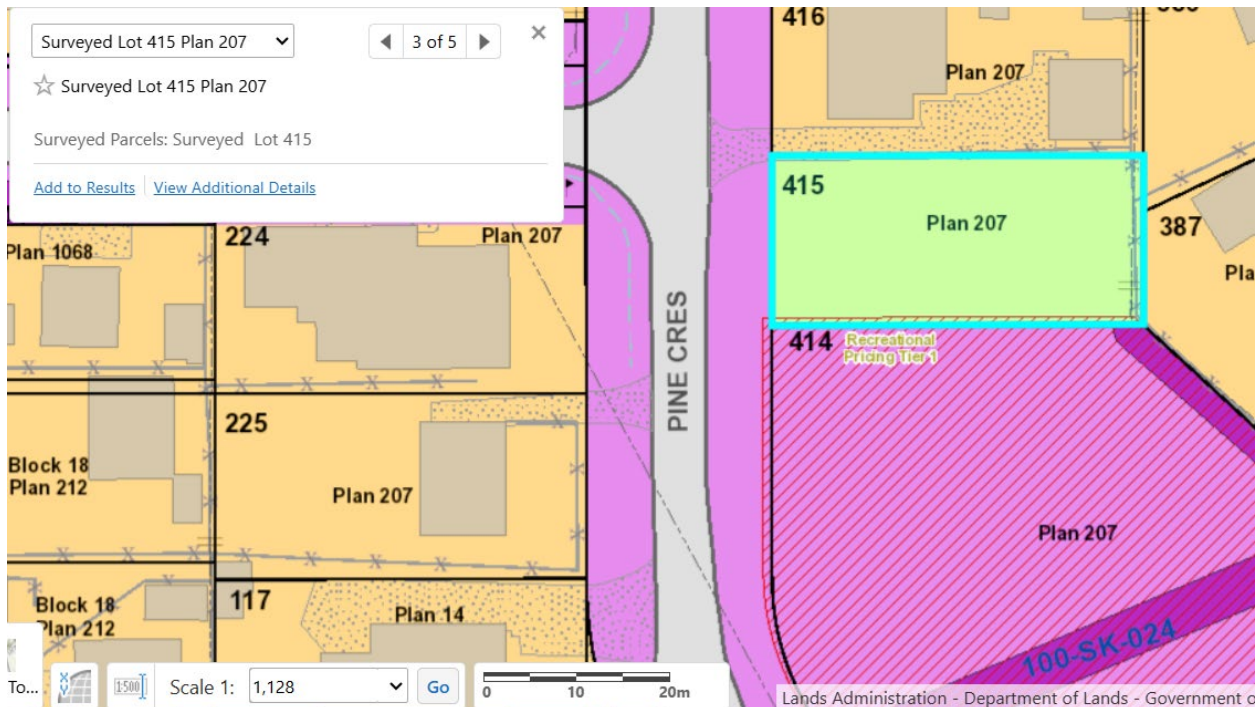 Surveyed Lot 415 Plan 207
3 of 5
Surveyed Lot 415 Plan 207
Surveyed Parcels: Surveyed Lot 415
Add to Results
View Additional Details
416
Plan 207
415
Plan 207
387
Plan 1068
224
Plan 207
PINE CRES
414
Recreational
Pricing Tier 1
225
Block 18
Plan 212
Plan 207
Plan 207
117
Plan 14
Block 18
Plan 212
100-SK-024
To...
X
Y
1:500
Scale 1:
1,128
Go
0
10
20m
Lands Administration - Department of Lands - Government o